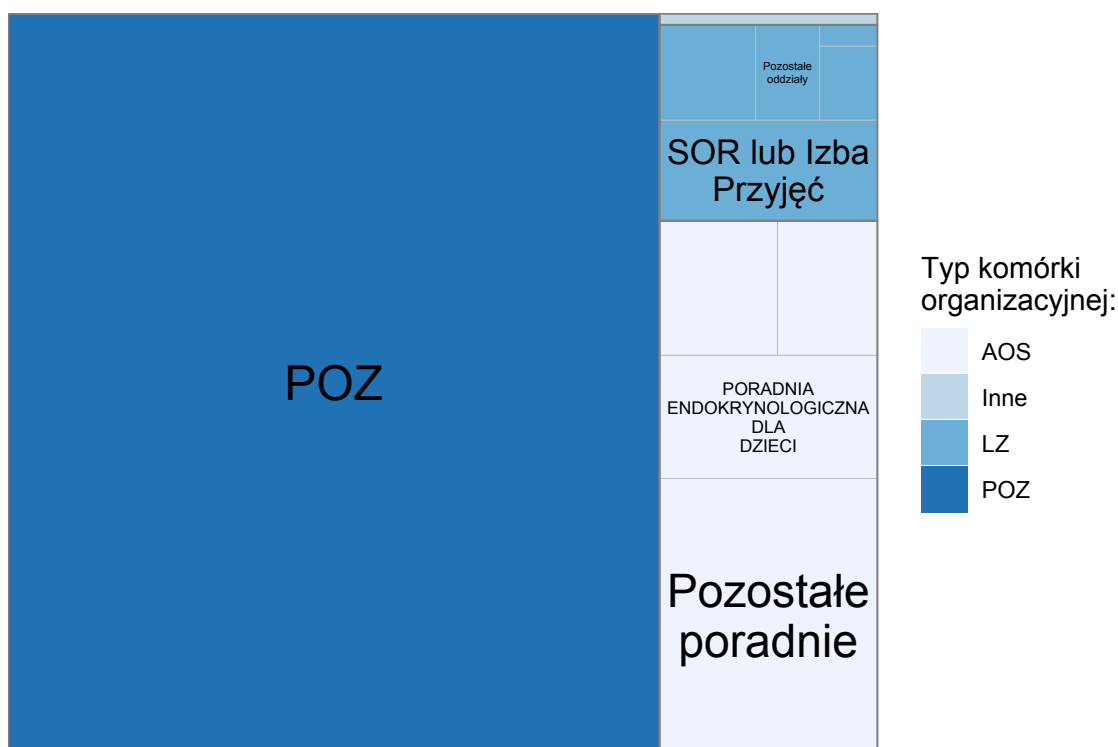 POZ
Pozostałe
oddziały
SOR lub Izba
Przyjęć
PORADNIA
ENDOKRYNOLOGICZNA
DLA
DZIECI
Pozostałe
poradnie
Typ komórki
organizacyjnej:
AOS
Inne
LZ
POZ